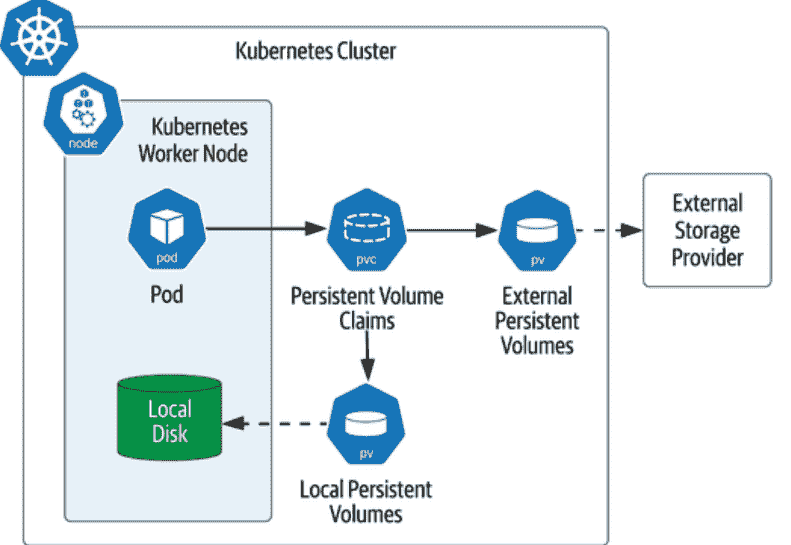 Kubernetes Cluster
node
Kubernetes
Worker Node
pod
Pod
pvc
Persistent Volume
Claims
pv
External
Persistent
Volumes
External
Storage
Provider
Local
Disk
pv
Local Persistent
Volumes